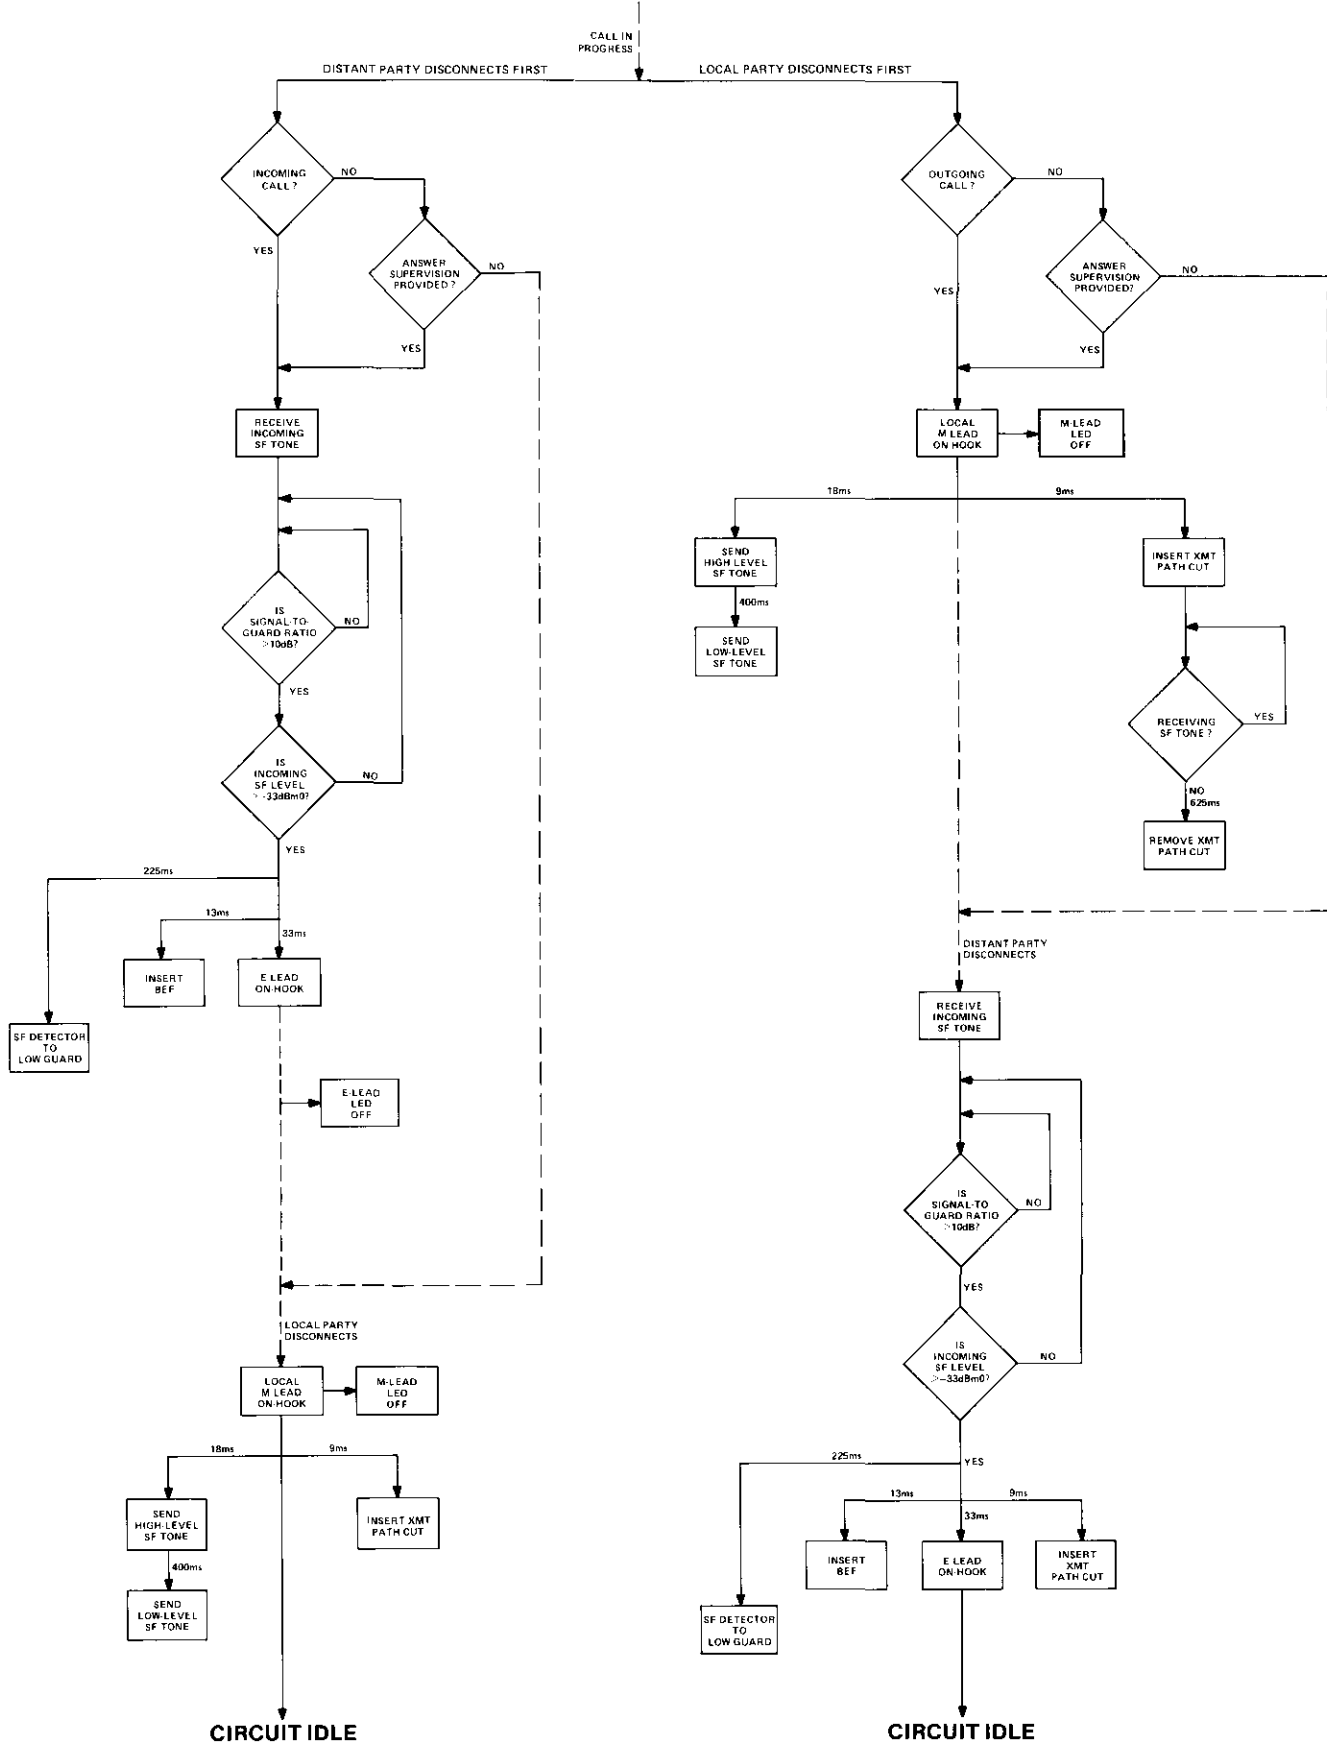 CALL IN
PROGRESS
DISTANT PARTY DISCONNECTS FIRST
LOCAL PARTY DISCONNECTS FIRST
INCOMING
CALL?
NO
YES
ANSWER
SUPERVISION
PROVIDED?
NO
YES
RECEIVE
INCOMING
SF TONE
IS
SIGNAL-TO-
GUARD RATIO
>10dB?
NO
YES
IS
INCOMING
SF LEVEL
>-33dBm0?
NO
YES
225ms
13ms
33ms
INSERT
BEF
E LEAD
ON-HOOK
SF DETECTOR
TO
LOW GUARD
E-LEAD
LED
OFF
LOCAL PARTY
DISCONNECTS
LOCAL
M LEAD
ON-HOOK
M-LEAD
LED
OFF
18ms
9ms
SEND
HIGH-LEVEL
SF TONE
INSERT XMT
PATH CUT
400ms
SEND
LOW-LEVEL
SF TONE
CIRCUIT IDLE
OUTGOING
CALL?
NO
YES
ANSWER
SUPERVISION
PROVIDED?
NO
YES
LOCAL
M LEAD
ON HOOK
M-LEAD
LED
OFF
18ms
9ms
SEND
HIGH LEVEL
SF TONE
400ms
SEND
LOW-LEVEL
SF TONE
INSERT XMT
PATH CUT
RECEIVING
SF TONE?
YES
NO
625ms
REMOVE XMT
PATH CUT
DISTANT PARTY
DISCONNECTS
RECEIVE
INCOMING
SF TONE
IS
SIGNAL-TO
GUARD RATIO
>10dB?
NO
YES
IS
INCOMING
SF LEVEL
>-33dBm0?
NO
YES
225ms
13ms
9ms
33ms
INSERT
BEF
E LEAD
ON-HOOK
INSERT
XMT
PATH CUT
SF DETECTOR
TO
LOW GUARD
CIRCUIT IDLE